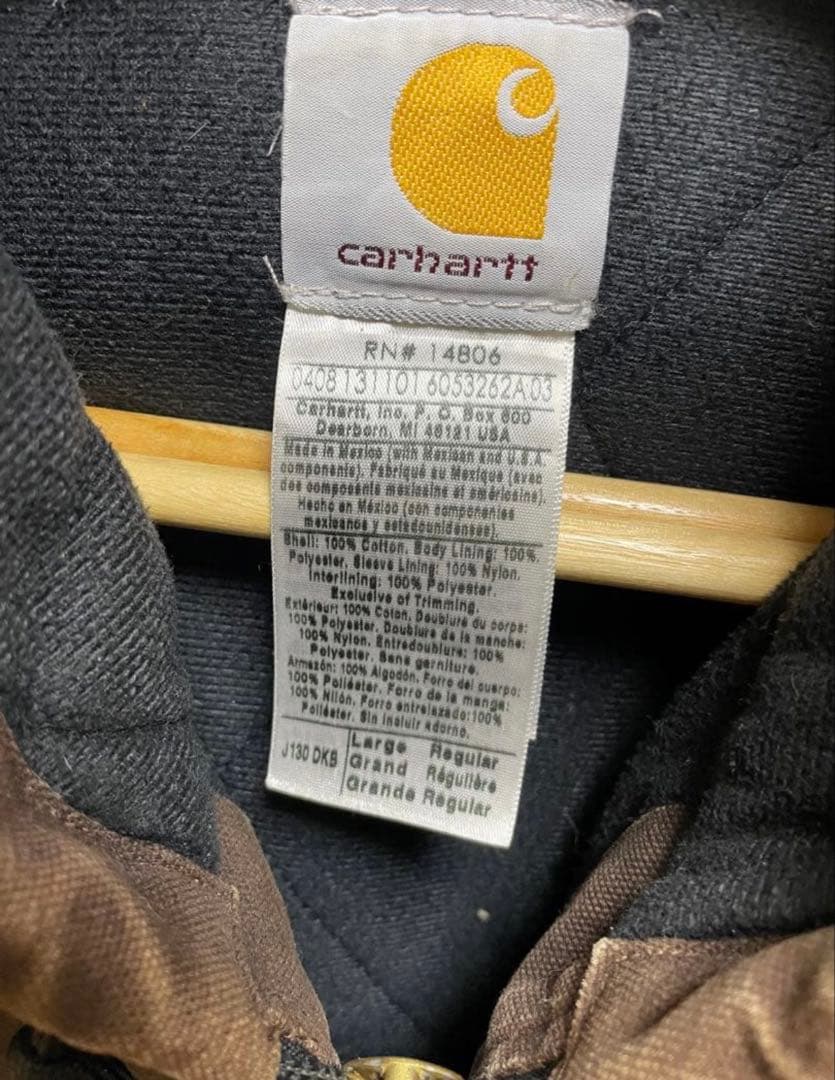 carhartt
RN# 14806
0408131101 6053262A 03
Carhartt, Inc. P. O. Box 600
Dearborn, MI 48121 USA
Made in Mexico (with Mexican and U.S.A.
components). Fabriqué au Mexique (avec
des composants mexicains et américains).
Hecho en México (con componentes
mexicanos y estadounidenses).
Shell: 100% Cotton. Body Lining: 100%
Polyester. Sleeve Lining: 100% Nylon.
Interlining: 100% Polyester.
Exclusive of Trimming.
Extérieur: 100% Coton. Doublure du corps:
100% Polyester. Doublure de la manche:
100% Nylon. Entredoublure: 100%
Polyester. Sans garniture.
Armazón: 100% Algodón. Forro del cuerpo:
100% Poliéster. Forro de la manga:
100% Nilón. Forro entrelazado:100%
Poliéster. Sin incluir adorno.
J130 DKB
Large Regular
Grand Régulière
Grande Regular